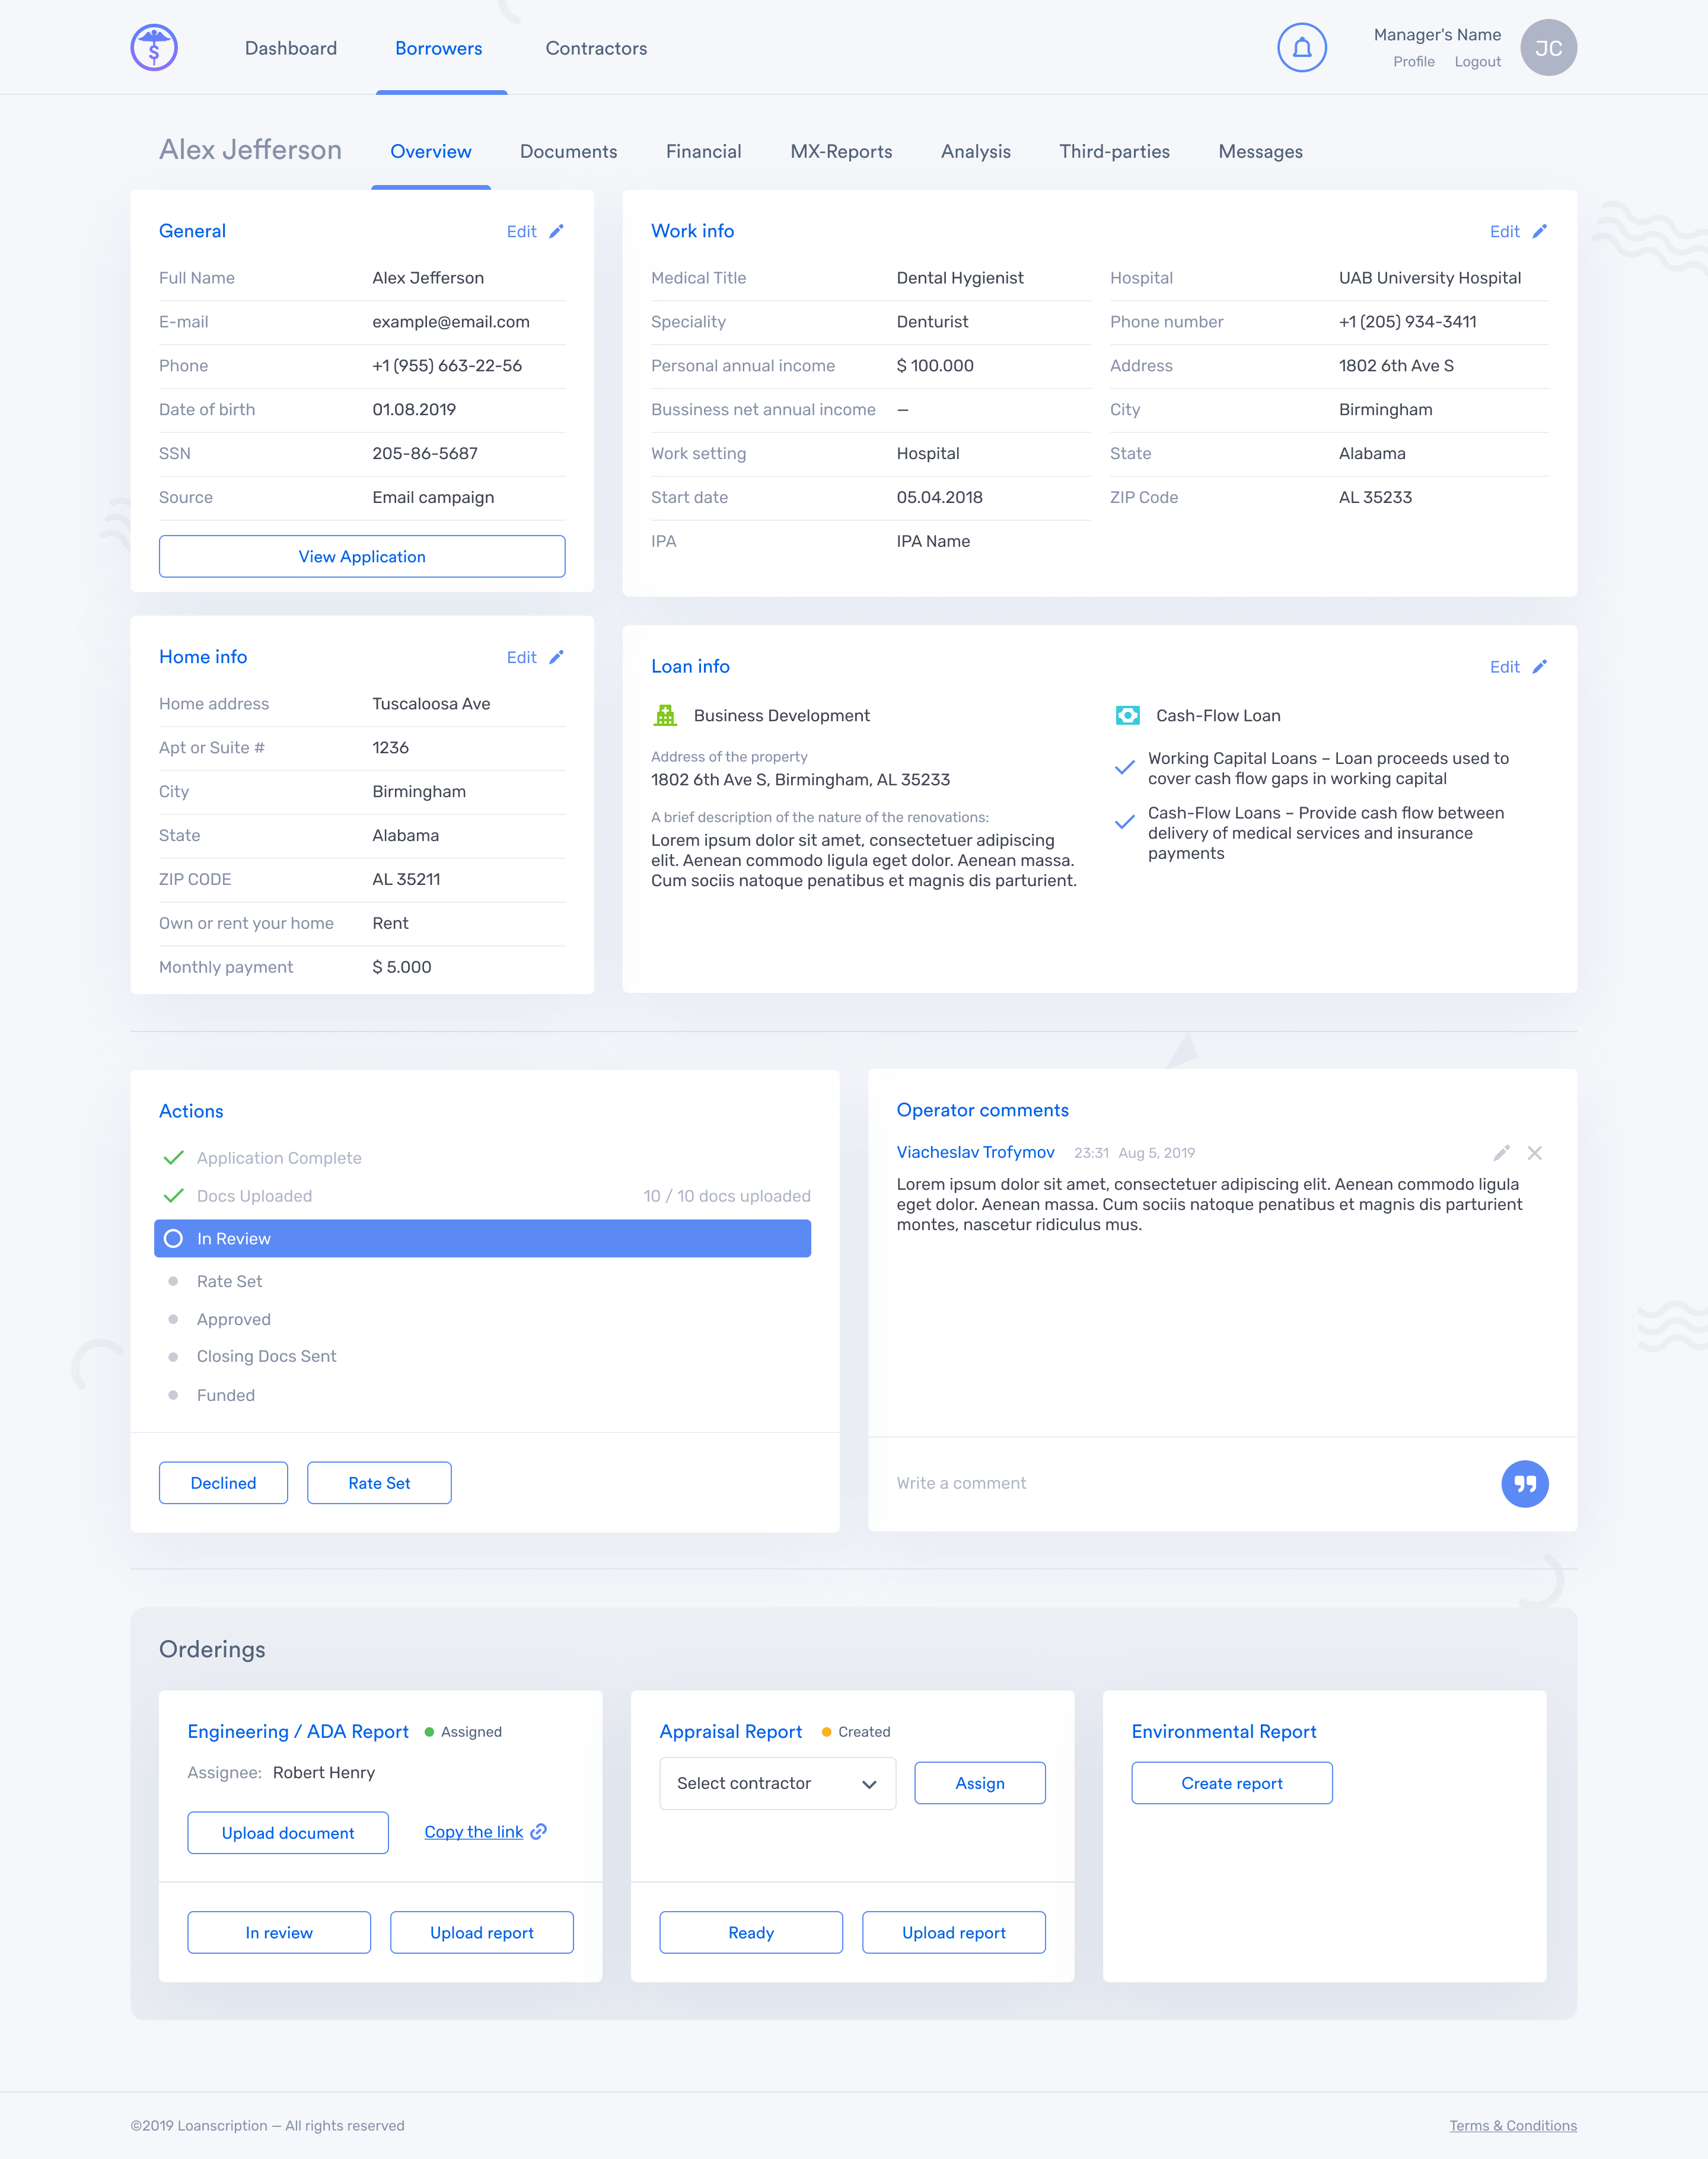 Dashboard
Borrowers
Contractors
Manager's Name
Profile Logout
JC
Alex Jefferson
Overview
Documents
Financial
MX-Reports
Analysis
Third-parties
Messages
General
Edit
Full Name Alex Jefferson
E-mail example@email.com
Phone +1 (955) 663-22-56
Date of birth 01.08.2019
SSN 205-86-5687
Source Email campaign
View Application
Work info
Edit
Medical Title Dental Hygienist
Speciality Denturist
Personal annual income $ 100.000
Bussiness net annual income —
Work setting Hospital
Start date 05.04.2018
IPA IPA Name
Hospital UAB University Hospital
Phone number +1 (205) 934-3411
Address 1802 6th Ave S
City Birmingham
State Alabama
ZIP Code AL 35233
Home info
Edit
Home address Tuscaloosa Ave
Apt or Suite # 1236
City Birmingham
State Alabama
ZIP CODE AL 35211
Own or rent your home Rent
Monthly payment $ 5.000
Loan info
Edit
Business Development
Address of the property
1802 6th Ave S, Birmingham, AL 35233
A brief description of the nature of the renovations:
Lorem ipsum dolor sit amet, consectetuer adipiscing
elit. Aenean commodo ligula eget dolor. Aenean massa.
Cum sociis natoque penatibus et magnis dis parturient.
Cash-Flow Loan
Working Capital Loans – Loan proceeds used to
cover cash flow gaps in working capital
Cash-Flow Loans – Provide cash flow between
delivery of medical services and insurance
payments
Actions
Application Complete
Docs Uploaded 10 / 10 docs uploaded
In Review
Rate Set
Approved
Closing Docs Sent
Funded
Declined
Rate Set
Operator comments
Viacheslav Trofymov 23:31 Aug 5, 2019
Lorem ipsum dolor sit amet, consectetuer adipiscing elit. Aenean commodo ligula
eget dolor. Aenean massa. Cum sociis natoque penatibus et magnis dis parturient
montes, nascetur ridiculus mus.
Write a comment
Orderings
Engineering / ADA Report Assigned
Assignee: Robert Henry
Upload document
Copy the link
In review
Upload report
Appraisal Report Created
Select contractor
Assign
Ready
Upload report
Environmental Report
Create report
©2019 Loanscription — All rights reserved
Terms & Conditions